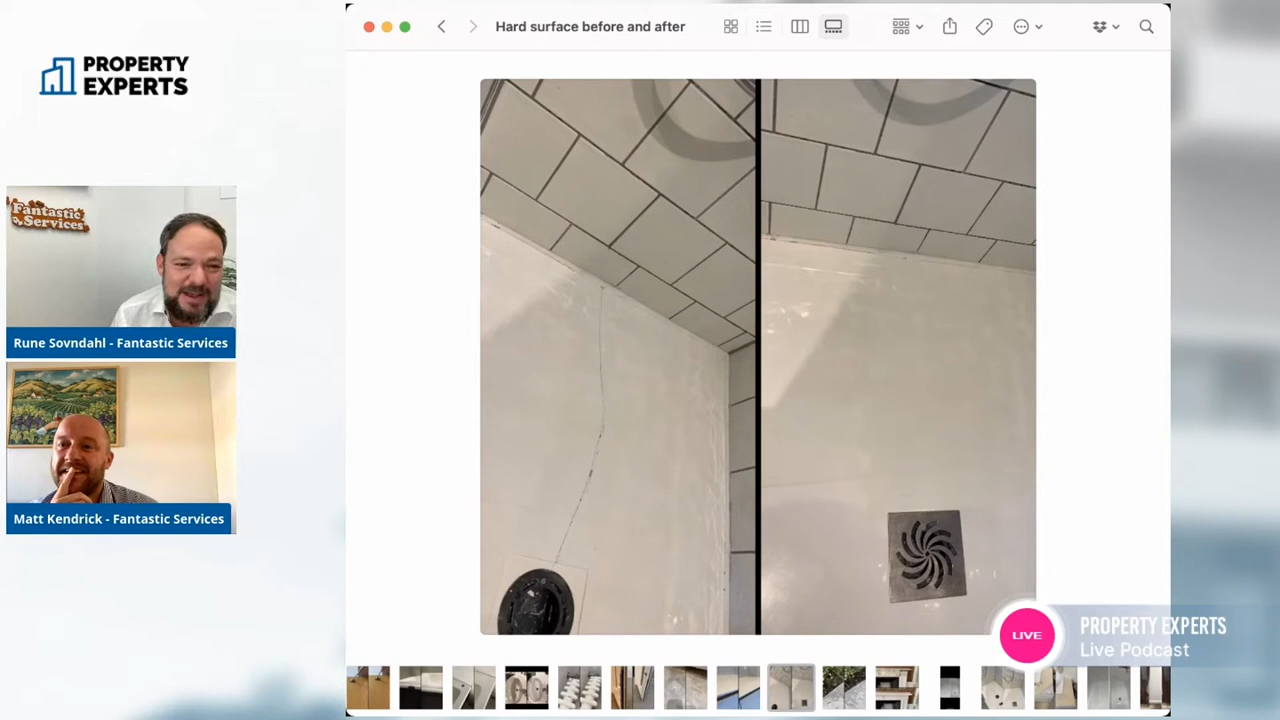 PROPERTY
EXPERTS
Hard surface before and after
Fantastic
Services
Rune Sovndahl - Fantastic Services
Matt Kendrick - Fantastic Services
LIVE
PROPERTY EXPERTS
Live Podcast